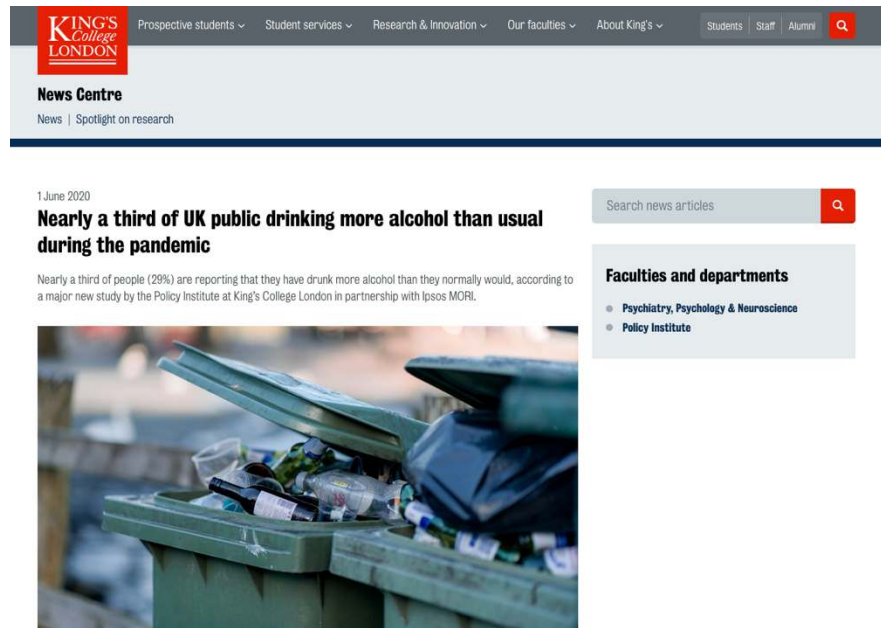 KING'S
College
LONDON
Prospective students
Student services
Research & Innovation
Our faculties
About King's
Students
Staff
Alumni
News Centre
News | Spotlight on research
1 June 2020
Nearly a third of UK public drinking more alcohol than usual
during the pandemic
Nearly a third of people (29%) are reporting that they have drunk more alcohol than they normally would, according to
a major new study by the Policy Institute at King's College London in partnership with Ipsos MORI.
Search news articles
Faculties and departments
Psychiatry, Psychology & Neuroscience
Policy Institute